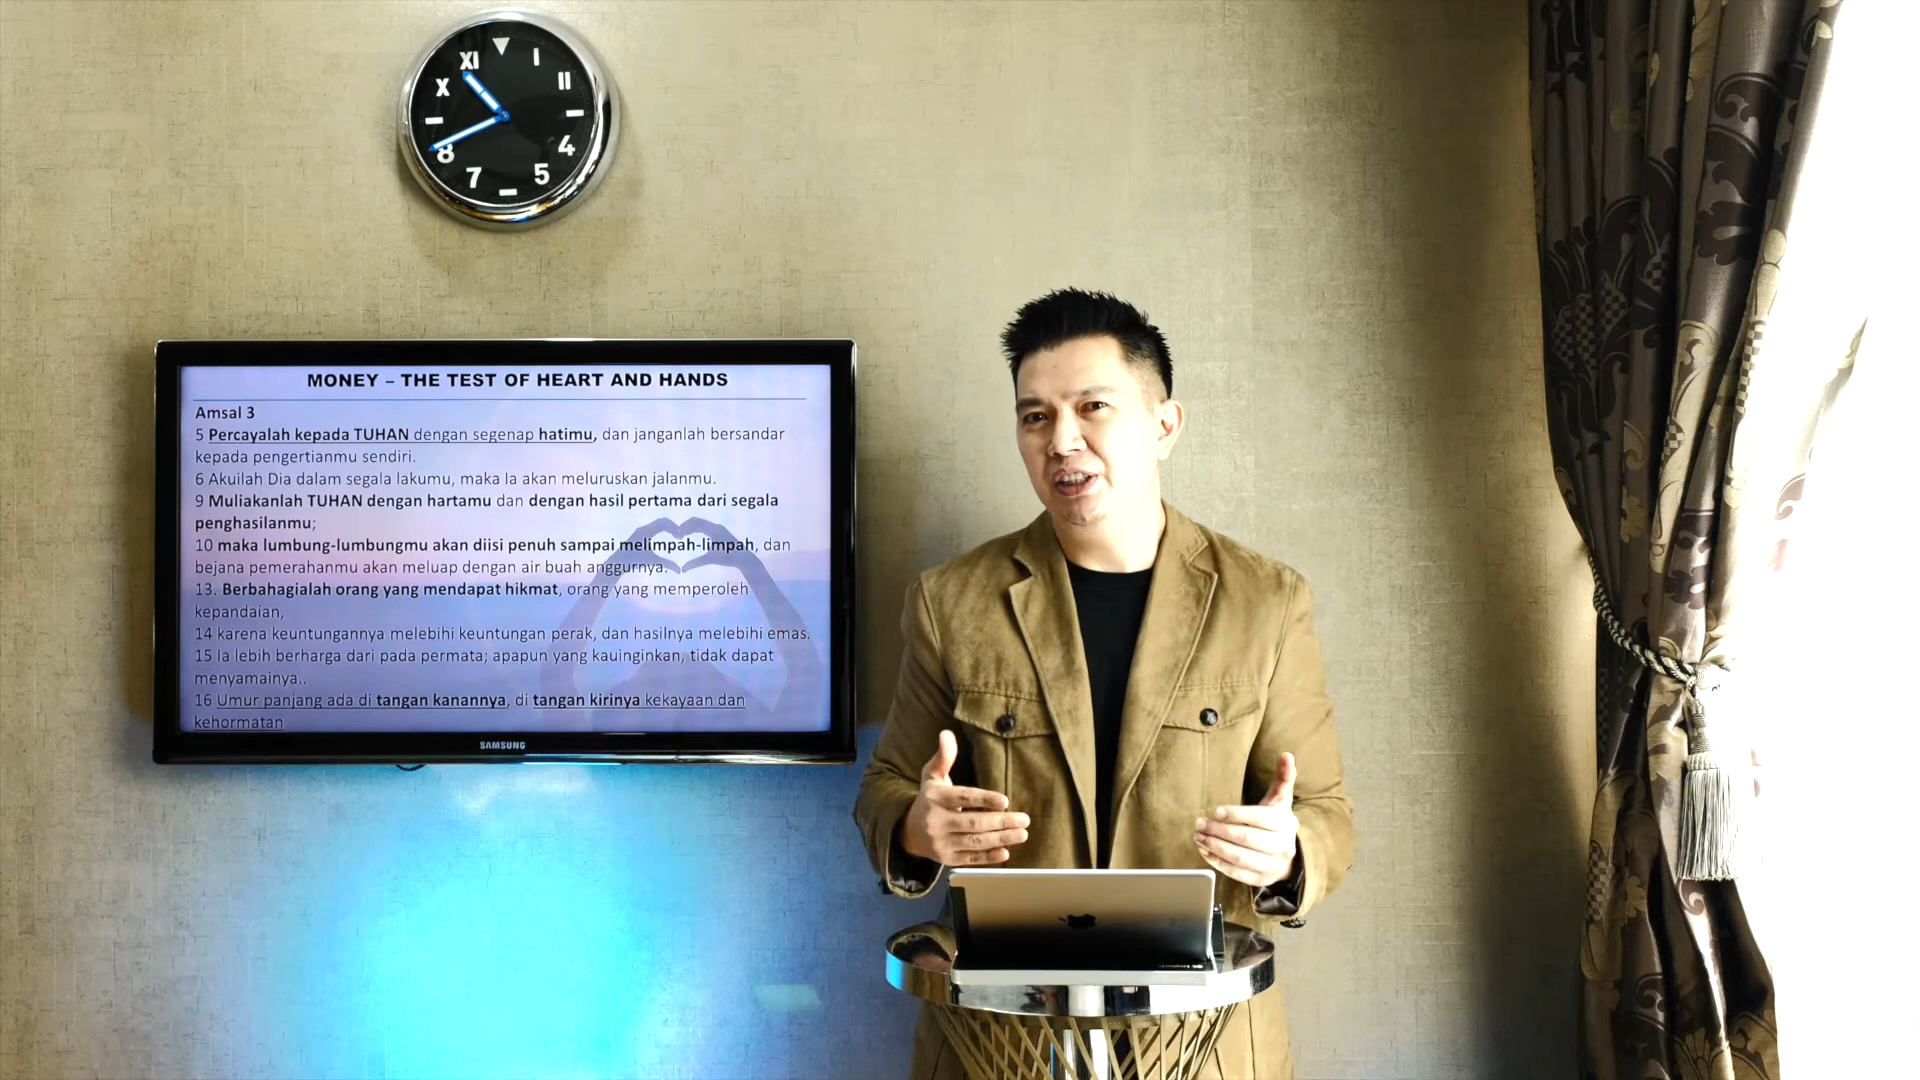 XI
I
X
II
8
4
7
5
MONEY – THE TEST OF HEART AND HANDS
Amsal 3
5 Percayalah kepada TUHAN dengan segenap hatimu, dan janganlah bersandar
kepada pengertianmu sendiri.
6 Akuilah Dia dalam segala lakumu, maka Ia akan meluruskan jalanmu.
9 Muliakanlah TUHAN dengan hartamu dan dengan hasil pertama dari segala
penghasilanmu;
10 maka lumbung-lumbungmu akan diisi penuh sampai melimpah-limpah, dan
bejana pemerahanmu akan meluap dengan air buah anggurnya.
13. Berbahagialah orang yang mendapat hikmat, orang yang memperoleh
kepandaian,
14 karena keuntungannya melebihi keuntungan perak, dan hasilnya melebihi emas.
15 Ia lebih berharga dari pada permata; apapun yang kauinginkan, tidak dapat
menyamainya..
16 Umur panjang ada di tangan kanannya, di tangan kirinya kekayaan dan
kehormatan
SAMSUNG